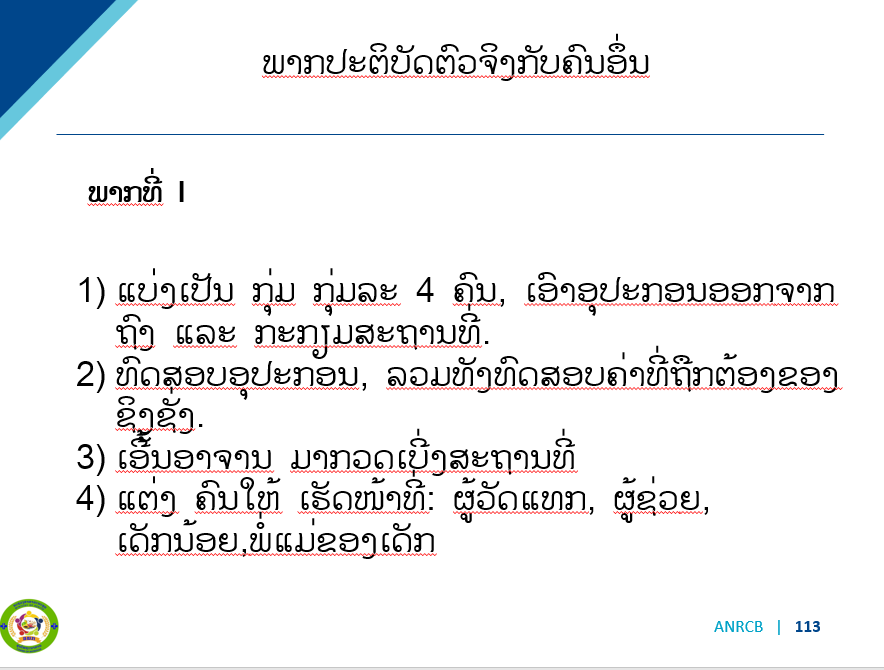 ພາກປະຕິບັດຕົວຈິງກັບຄົນອຶ່ນ
ພາກທີ່ I
1) ແບ່ງເປັນ ກຸ່ມ ກຸ່ມລະ 4 ຄົນ, ເອົາອຸປະກອນອອກຈາກ
ຖົງ ແລະ ກະກຽມສະຖານທີ່.
2) ທົດສອບອຸປະກອນ, ລວມທັງທົດສອບຄ່າທີ່ຖືກຕ້ອງຂອງ
ຊິງຊັ່ງ.
3) ເອີ້ນອາຈານ ມາກວດເບີ່ງສະຖານທີ່
4) ແຕ່ງ ຄົນໃຫ້ ເຮັດໜ້າທີ່: ຜູ້ວັດແທກ, ຜູ້ຊ່ວຍ,
ເດັກນ້ອຍ,ພໍ່ແມ່ຂອງເດັກ
ANRCB | 113